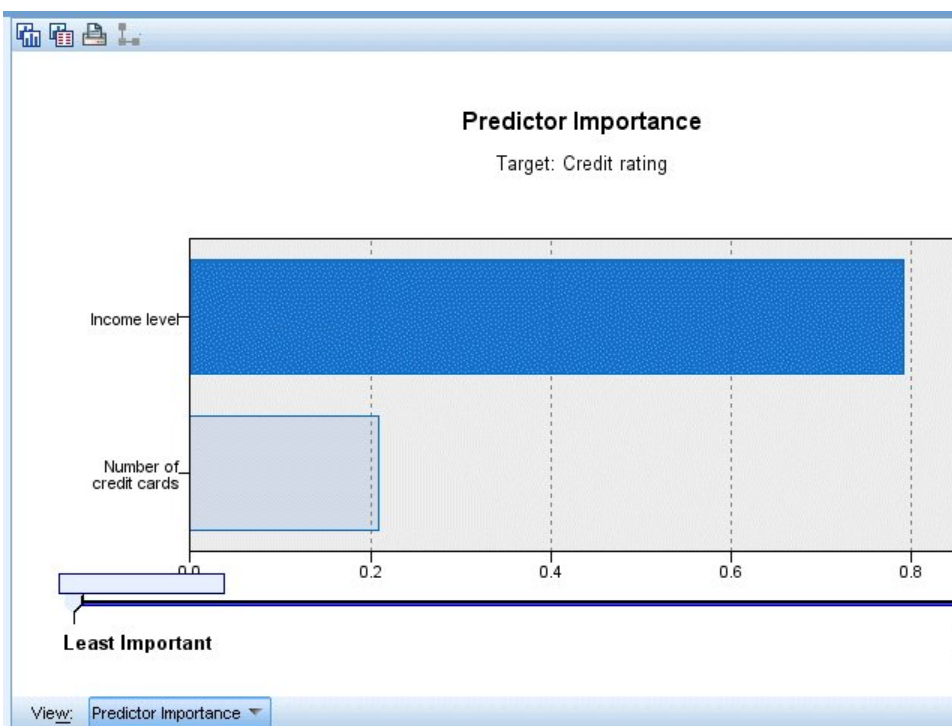 Predictor Importance
Target: Credit rating
Income level
Number of
credit cards
0.0
0.2
0.4
0.6
0.8
Least Important
View:
Predictor Importance